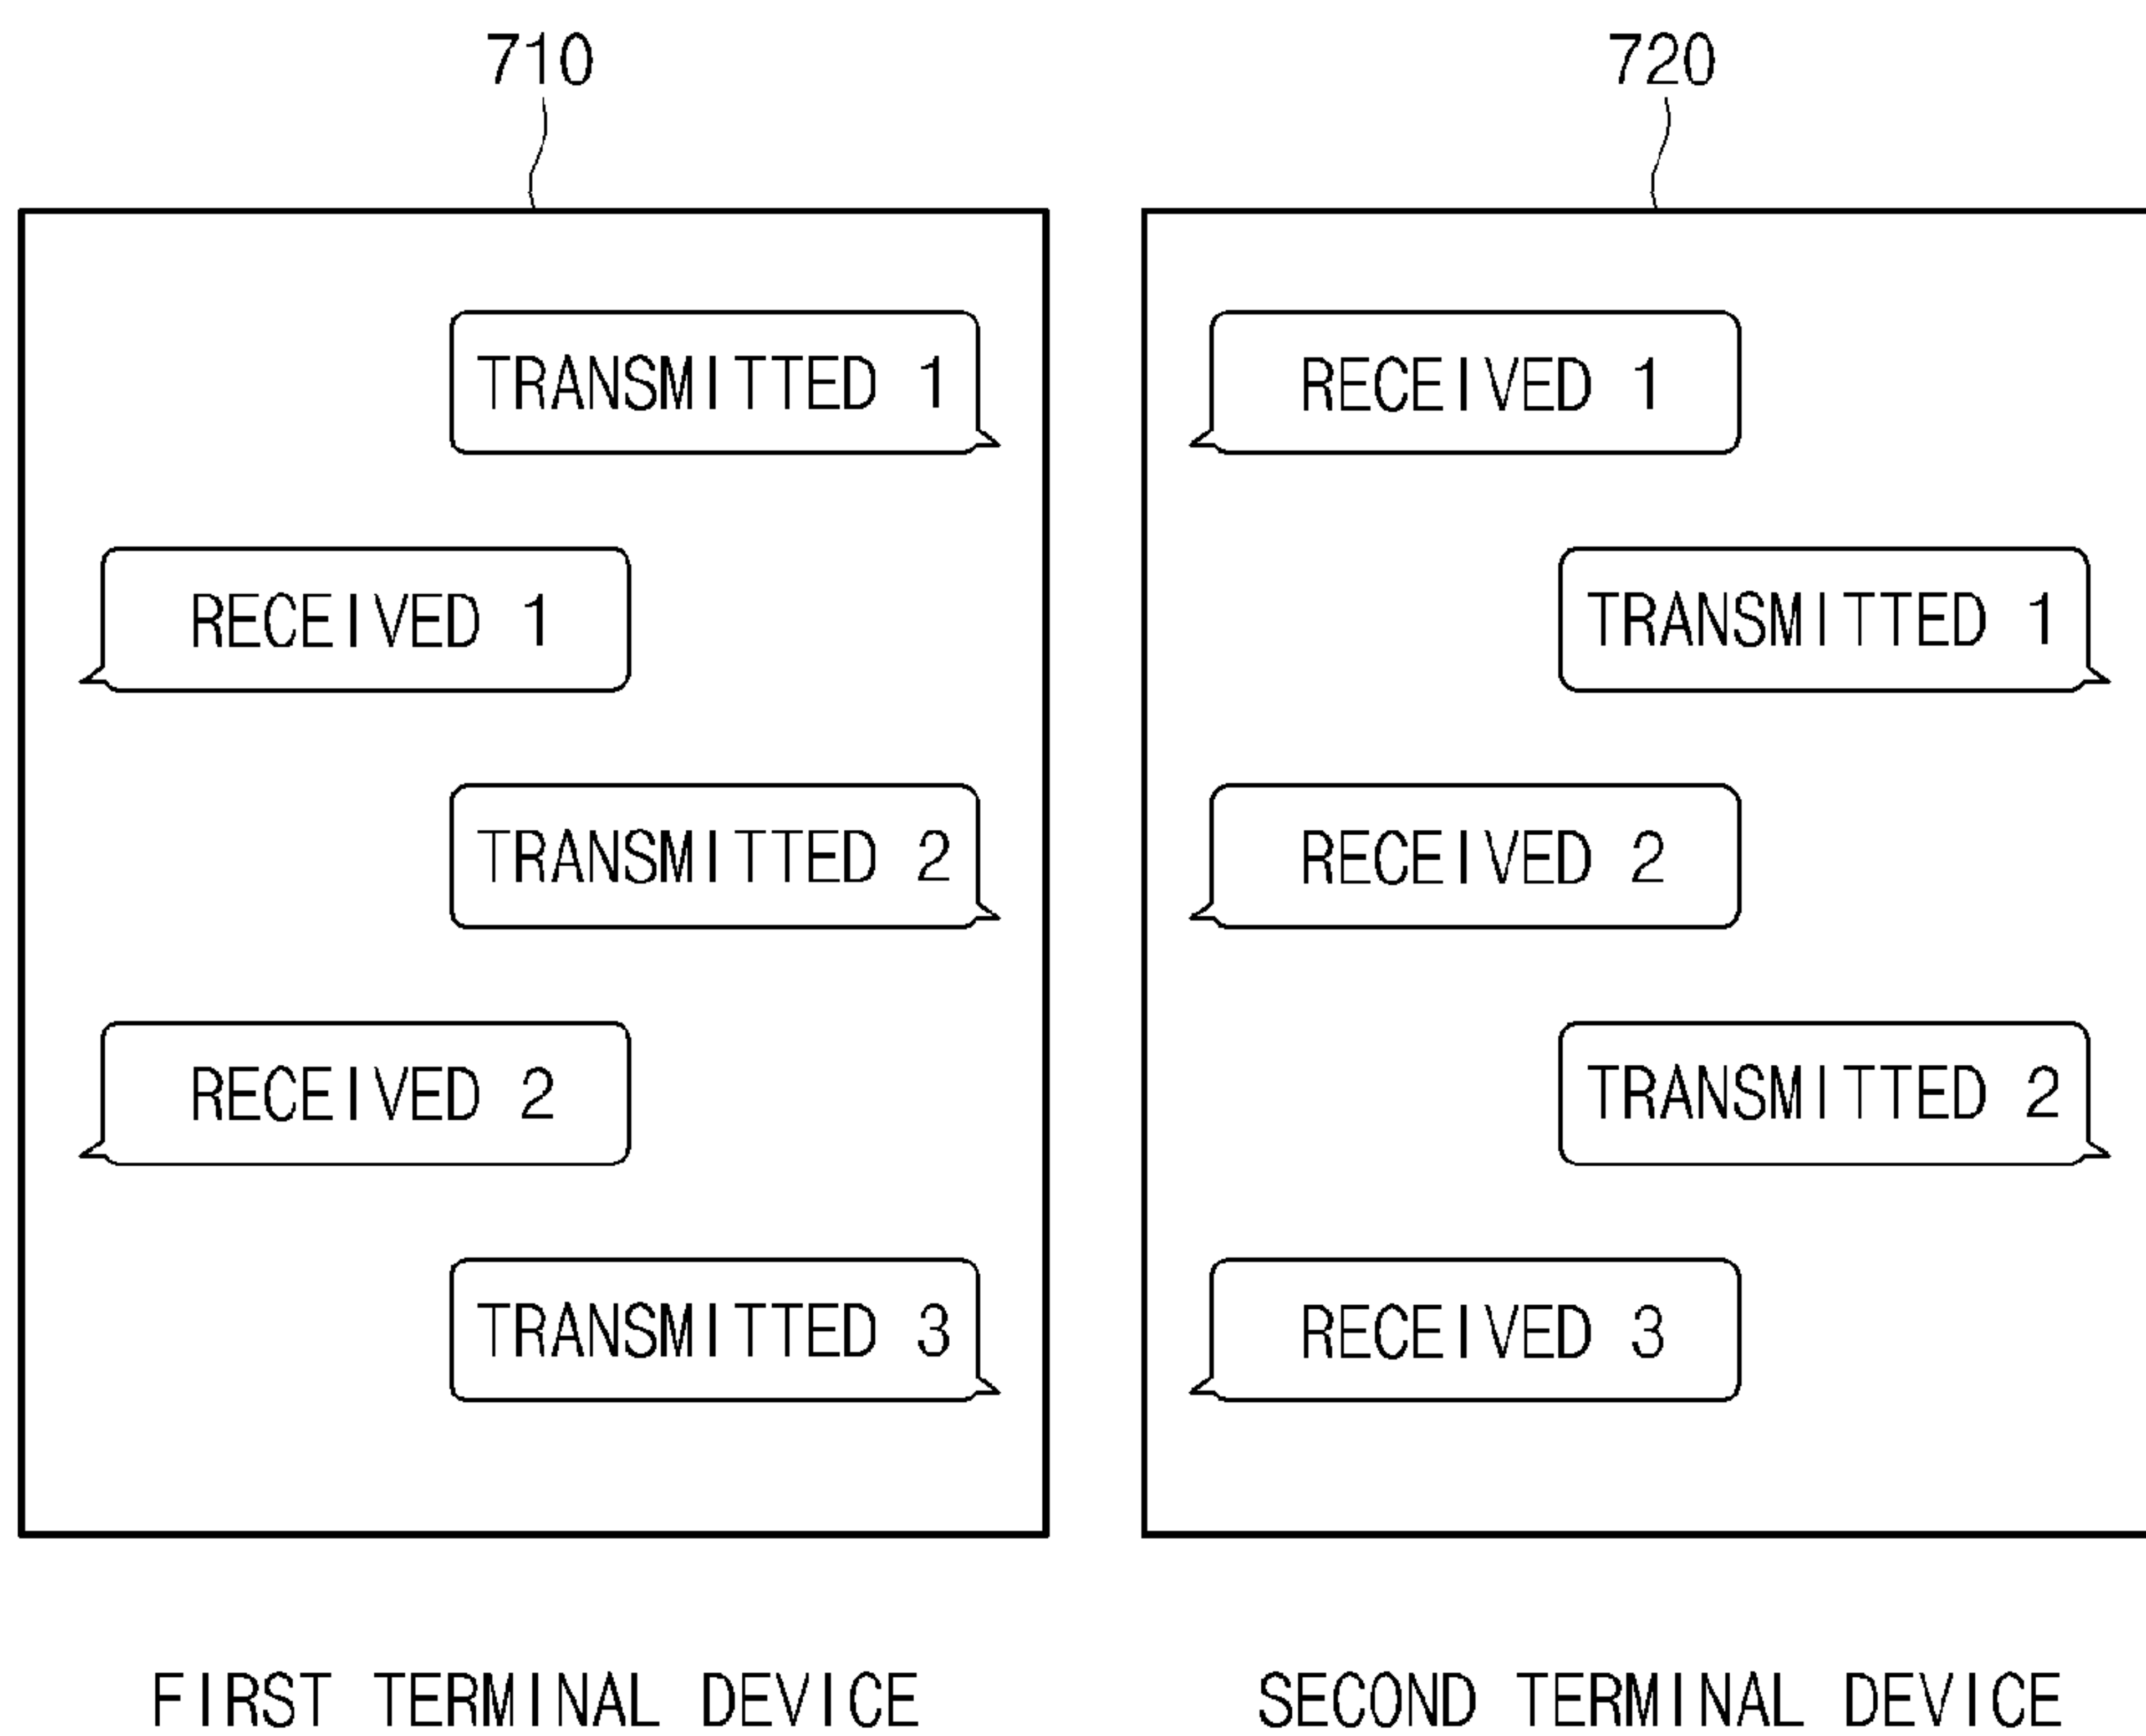 710
720
TRANSMITTED 1
RECEIVED 1
TRANSMITTED 2
RECEIVED 2
TRANSMITTED 3
FIRST TERMINAL DEVICE
RECEIVED 1
TRANSMITTED 1
RECEIVED 2
TRANSMITTED 2
RECEIVED 3
SECOND TERMINAL DEVICE